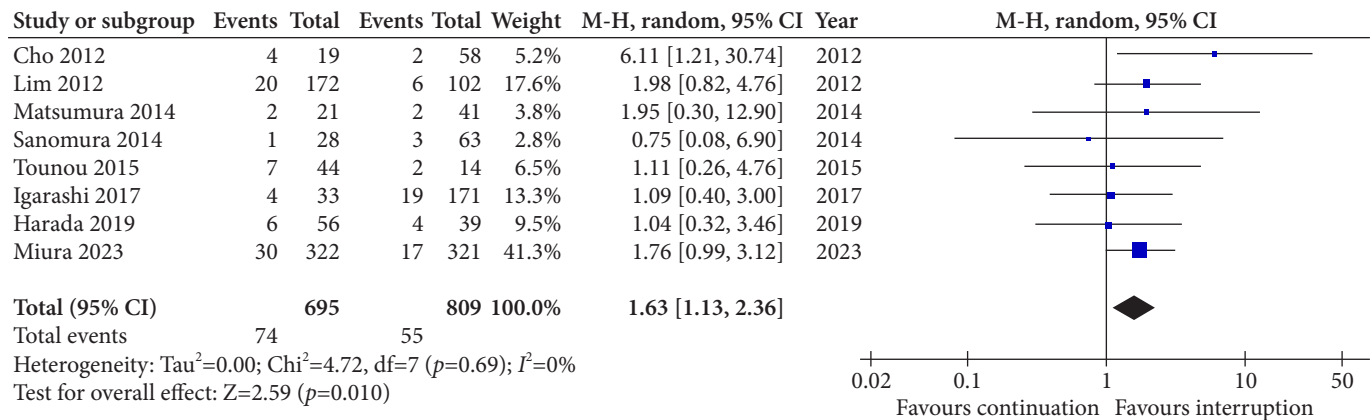 Study or subgroup Events Total Events Total Weight M-H, random, 95% CI Year M-H, random, 95% CI
Cho 2012 4 19 2 58 5.2% 6.11 [1.21, 30.74] 2012
Lim 2012 20 172 6 102 17.6% 1.98 [0.82, 4.76] 2012
Matsumura 2014 2 21 2 41 3.8% 1.95 [0.30, 12.90] 2014
Sanomura 2014 1 28 3 63 2.8% 0.75 [0.08, 6.90] 2014
Tounou 2015 7 44 2 14 6.5% 1.11 [0.26, 4.76] 2015
Igarashi 2017 4 33 19 171 13.3% 1.09 [0.40, 3.00] 2017
Harada 2019 6 56 4 39 9.5% 1.04 [0.32, 3.46] 2019
Miura 2023 30 322 17 321 41.3% 1.76 [0.99, 3.12] 2023
Total (95% CI) 695 809 100.0% 1.63 [1.13, 2.36]
Total events 74 55
Heterogeneity: Tau²=0.00; Chi²=4.72, df=7 (p=0.69); I²=0%
Test for overall effect: Z=2.59 (p=0.010)
0.02 0.1 1 10 50
Favours continuation Favours interruption